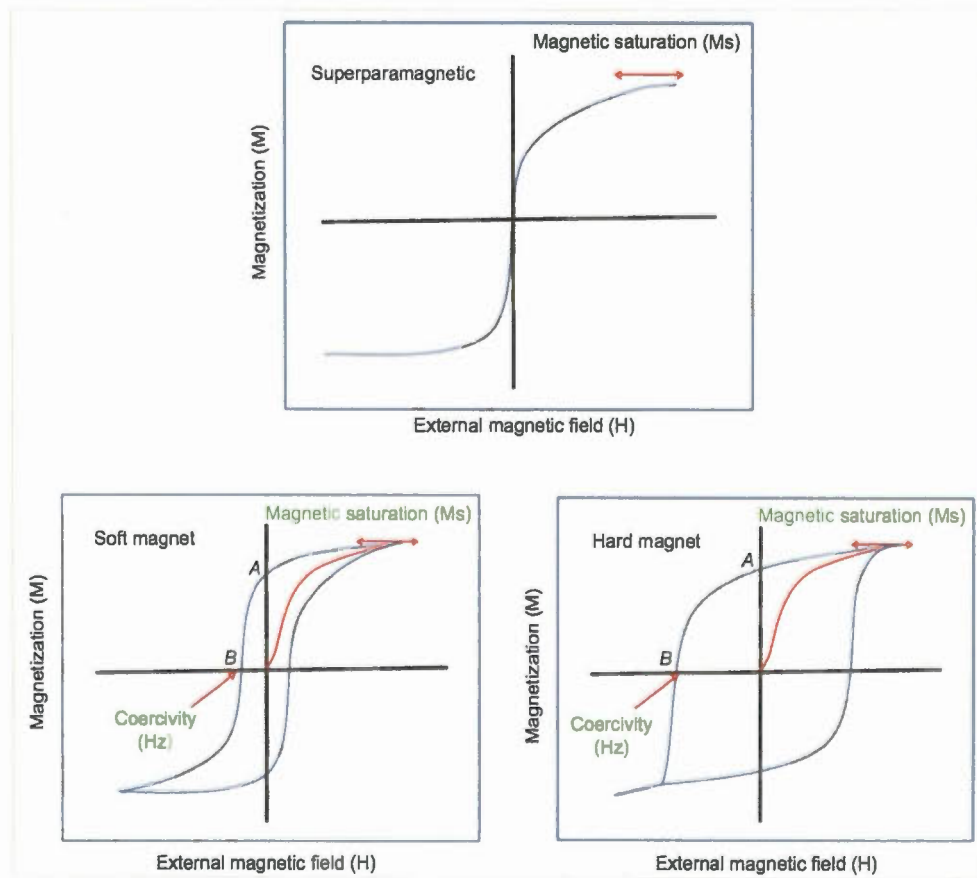 Magnetic saturation (Ms)
Superparamagnetic
Magnetization (M)
External magnetic field (H)
Magnetic saturation (Ms)
Soft magnet
A
B
Coercivity
(Hz)
Magnetization (M)
External magnetic field (H)
Magnetic saturation (Ms)
Hard magnet
A
B
Coercivity
(Hz)
Magnetization (M)
External magnetic field (H)